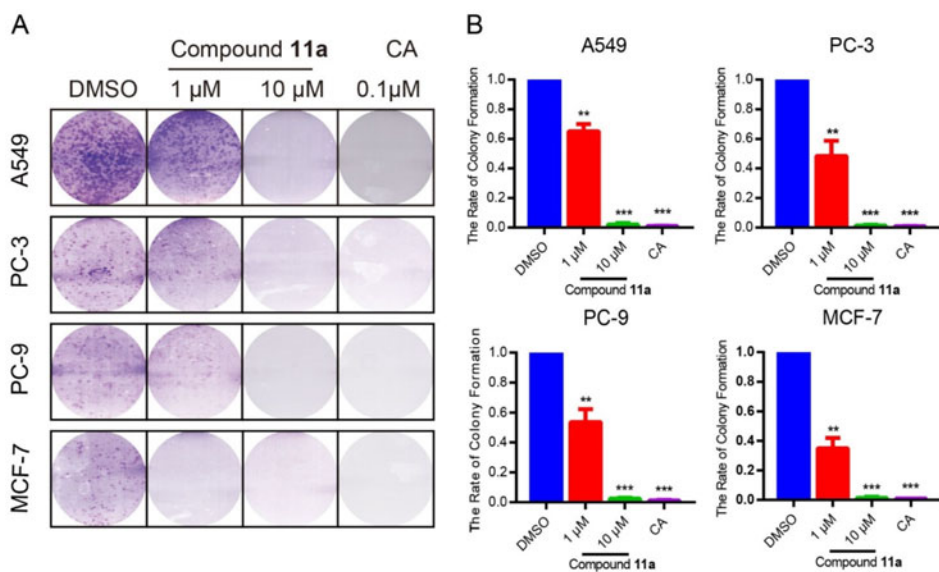 A
Compound 11a
CA
DMSO
1 μM
10 μM
0.1μM
A549
PC-3
PC-9
MCF-7
B
A549
The Rate of Colony Formation
1.0
0.8
0.6
0.4
0.2
0.0
**
***
***
DMSO
1 μM
10 μM
CA
Compound 11a
PC-3
The Rate of Colony Formation
1.0
0.8
0.6
0.4
0.2
0.0
**
***
***
DMSO
1 μM
10 μM
CA
Compound 11a
PC-9
The Rate of Colony Formation
1.0
0.8
0.6
0.4
0.2
0.0
**
***
***
DMSO
1 μM
10 μM
CA
Compound 11a
MCF-7
The Rate of Colony Formation
1.0
0.8
0.6
0.4
0.2
0.0
**
***
***
DMSO
1 μM
10 μM
CA
Compound 11a